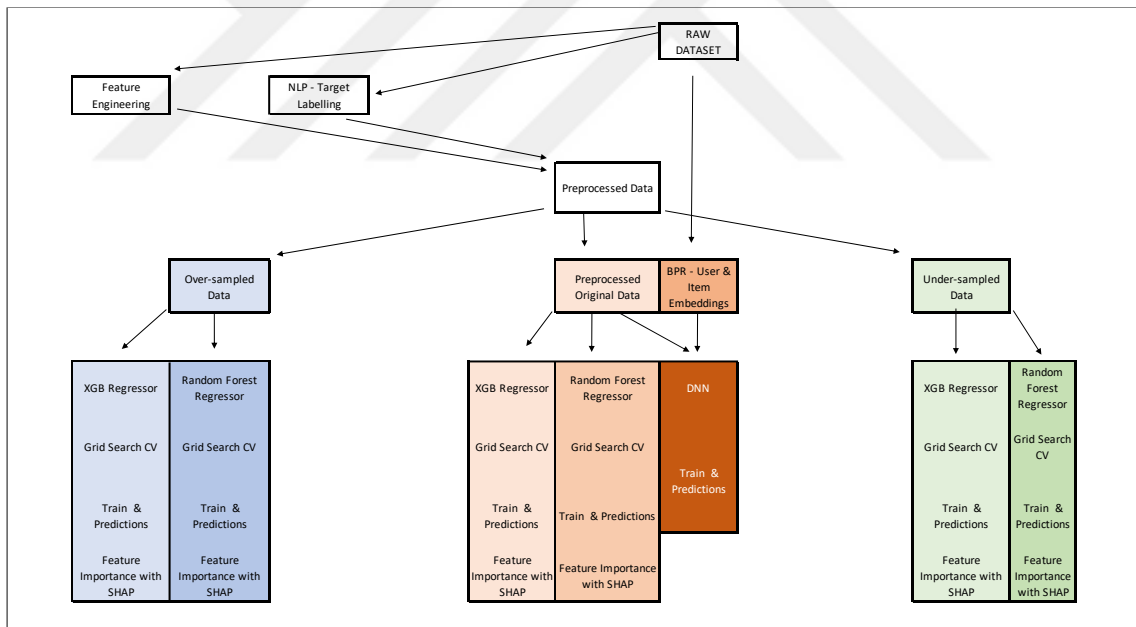 RAW
DATASET
Feature
Engineering
NLP - Target
Labelling
Preprocessed Data
Over-sampled
Data
Preprocessed
Original Data
BPR - User &
Item
Embeddings
Under-sampled
Data
XGB Regressor
Grid Search CV
Train & 
Predictions
Feature
Importance with
SHAP
Random Forest
Regressor
Grid Search CV
Train & 
Predictions
Feature
Importance with
SHAP
XGB Regressor
Grid Search CV
Train & 
Predictions
Feature
Importance with
SHAP
Random Forest
Regressor
Grid Search CV
Train & Predictions
Feature Importance
with SHAP
DNN
Train & 
Predictions
XGB Regressor
Grid Search CV
Train & 
Predictions
Feature
Importance with
SHAP
Random
Forest
Regressor
Grid Search
CV
Train & 
Predictions
Feature
Importance
with SHAP